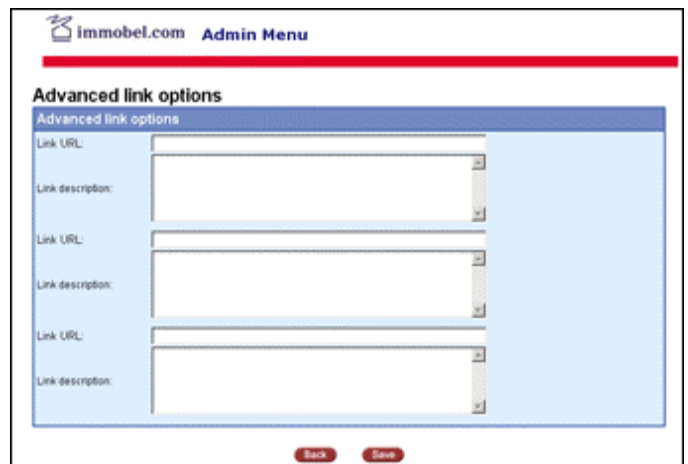 immobel.com Admin Menu
Advanced link options
Advanced link options
Link URL:
Link description:
Link URL:
Link description:
Link URL:
Link description:
Back Save